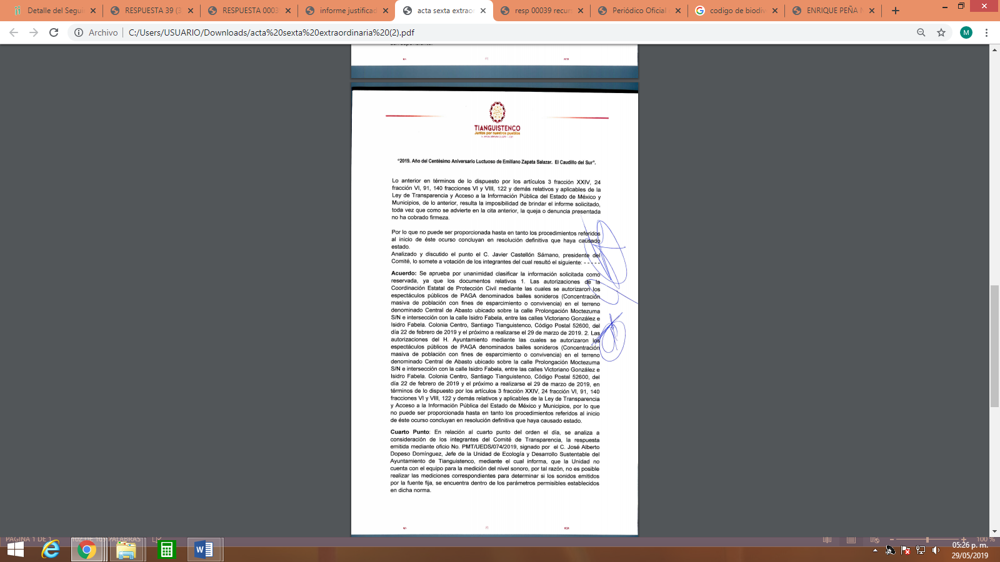 Detalle del Segui
RESPUESTA 39 (3
RESPUESTA 0003
informe justificad
acta sexta extraor
resp 00039 recur
Periódico Oficial
codigo de biodiv
ENRIQUE PEÑA
Archivo
C:/Users/USUARIO/Downloads/acta%20sexta%20extraordinaria%20(2).pdf
M
TIANGUISTENCO
Juntos por nuestros pueblos
"2019. Año del Centésimo Aniversario Luctuoso de Emiliano Zapata Salazar. El Caudillo del Sur".
Lo anterior en términos de lo dispuesto por los artículos 3 fracción XXIV, 24
fracción VI, 91, 140 fracciones VI y VIII, 122 y demás relativos y aplicables de la
Ley de Transparencia y Acceso a la Información Pública del Estado de México y
Municipios, de lo anterior, resulta la imposibilidad de brindar el informe solicitado,
toda vez que como se advierte en la cita anterior, la queja o denuncia presentada
no ha cobrado firmeza.
Por lo que no puede ser proporcionada hasta en tanto los procedimientos referidos
al inicio de éste ocurso concluyan en resolución definitiva que haya causado
estado.
Analizado y discutido el punto el C. Javier Castellón Sámano, presidente del
Comité, lo somete a votación de los integrantes del cual resultó el siguiente: - - - - -
Acuerdo: Se aprueba por unanimidad clasificar la información solicitada como
reservada, ya que los documentos relativos 1. Las autorizaciones de la
Coordinación Estatal de Protección Civil mediante las cuales se autorizaron los
espectáculos públicos de PAGA denominados bailes sonideros (Concentración
masiva de población con fines de esparcimiento o convivencia) en el terreno
denominado Central de Abasto ubicado sobre la calle Prolongación Moctezuma
S/N e intersección con la calle Isidro Fabela, entre las calles Victoriano González e
Isidro Fabela. Colonia Centro, Santiago Tianguistenco, Código Postal 52600, del
día 22 de febrero de 2019 y el próximo a realizarse el 29 de marzo de 2019. 2. Las
autorizaciones del H. Ayuntamiento mediante las cuales se autorizaron los
espectáculos públicos de PAGA denominados bailes sonideros (Concentración
masiva de población con fines de esparcimiento o convivencia) en el terreno
denominado Central de Abasto ubicado sobre la calle Prolongación Moctezuma
S/N e intersección con la calle Isidro Fabela, entre las calles Victoriano González e
Isidro Fabela. Colonia Centro, Santiago Tianguistenco, Código Postal 52600, del
día 22 de febrero de 2019 y el próximo a realizarse el 29 de marzo de 2019, en
términos de lo dispuesto por los artículos 3 fracción XXIV, 24 fracción VI, 91, 140
fracciones VI y VIII, 122 y demás relativos y aplicables de la Ley de Transparencia
y Acceso a la Información Pública del Estado de México y Municipios, por lo que
no puede ser proporcionada hasta en tanto los procedimientos referidos al inicio
de éste ocurso concluyan en resolución definitiva que haya causado estado.
Cuarto Punto: En relación al cuarto punto del orden el día, se analiza a
consideración de los integrantes del Comité de Transparencia, la respuesta
emitida mediante oficio No. PMT/UEDS/074/2019, signado por el C. José Alberto
Dopeso Domínguez, Jefe de la Unidad de Ecología y Desarrollo Sustentable del
Ayuntamiento de Tianguistenco, mediante el cual informa, que la Unidad no
cuenta con el equipo para la medición del nivel sonoro, por tal razón, no es posible
realizar las mediciones correspondientes para determinar si los sonidos emitidos
por la fuente fija, se encuentra dentro de los parámetros permisibles establecidos
en dicha norma.
PÁGINA 1 DE 1
PALABRAS
100 %
05:26 p. m.
29/05/2019